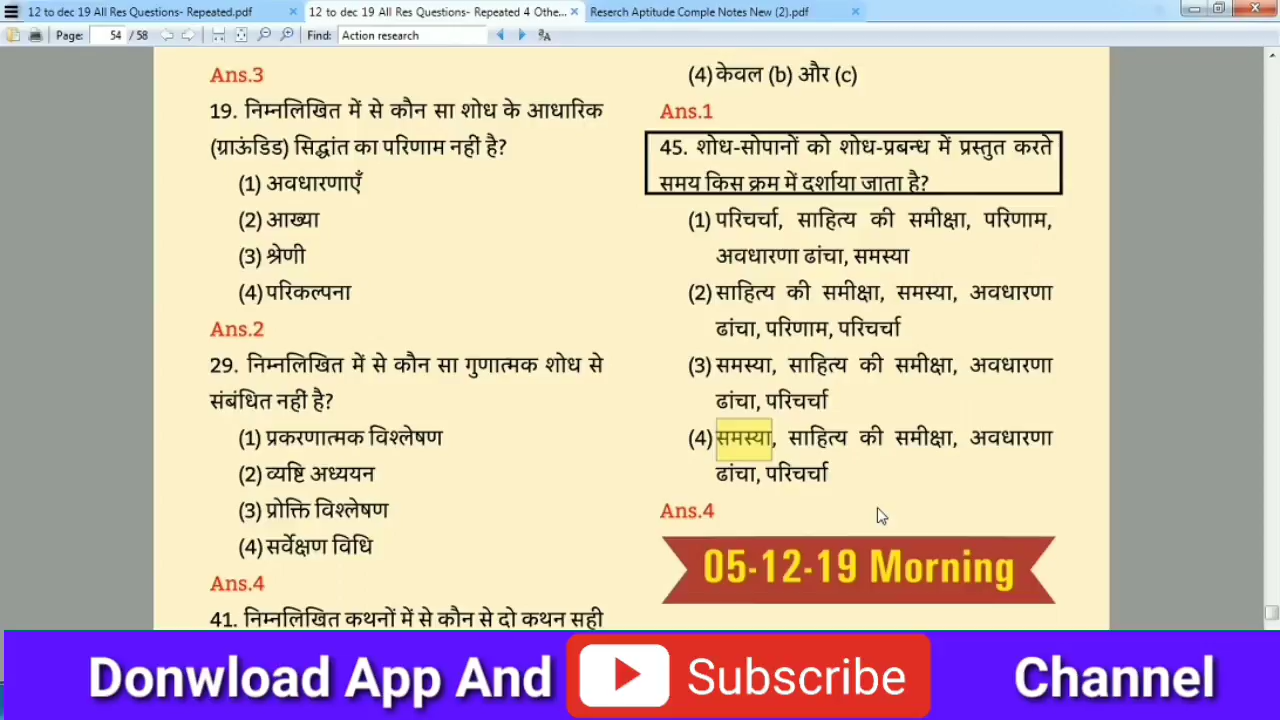 12 to dec 19 All Res Questions- Repeated.pdf
12 to dec 19 All Res Questions- Repeated 4 Othe...
Reserch Aptitude Comple Notes New (2).pdf
Page: 54 / 58 Find: Action research
Ans.3
19. निम्नलिखित में से कौन सा शोध के आधारिक
(ग्राऊंडिड) सिद्धांत का परिणाम नहीं है?
(1) अवधारणाएँ
(2) आख्या
(3) श्रेणी
(4) परिकल्पना
Ans.2
29. निम्नलिखित में से कौन सा गुणात्मक शोध से
संबंधित नहीं है?
(1) प्रकरणात्मक विश्लेषण
(2) व्यष्टि अध्ययन
(3) प्रोक्ति विश्लेषण
(4) सर्वेक्षण विधि
Ans.4
41. निम्नलिखित कथनों में से कौन से दो कथन सही
(4) केवल (b) और (c)
Ans.1
45. शोध-सोपानों को शोध-प्रबन्ध में प्रस्तुत करते
समय किस क्रम में दर्शाया जाता है?
(1) परिचर्चा, साहित्य की समीक्षा, परिणाम,
अवधारणा ढांचा, समस्या
(2) साहित्य की समीक्षा, समस्या, अवधारणा
ढांचा, परिणाम, परिचर्चा
(3) समस्या, साहित्य की समीक्षा, अवधारणा
ढांचा, परिचर्चा
(4) समस्या, साहित्य की समीक्षा, अवधारणा
ढांचा, परिचर्चा
Ans.4
05-12-19 Morning
Donwload App And Subscribe Channel